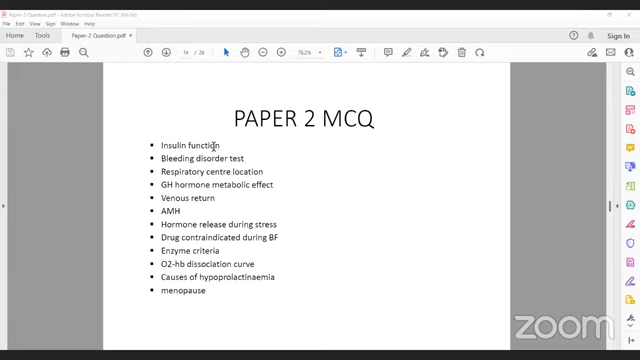 Paper-2 Question.pdf - Adobe Acrobat Reader DC (64-bit)
File Edit View Sign Window Help
Home Tools Paper-2 Question.pdf × Sign In
14 / 26 76.2%
PAPER 2 MCQ
▪ Insulin function
▪ Bleeding disorder test
▪ Respiratory centre location
▪ GH hormone metabolic effect
▪ Venous return
▪ AMH
▪ Hormone release during stress
▪ Drug contraindicated during BF
▪ Enzyme criteria
▪ O2-hb dissociation curve
▪ Causes of hypoprolactinaemia
▪ menopause
zoom